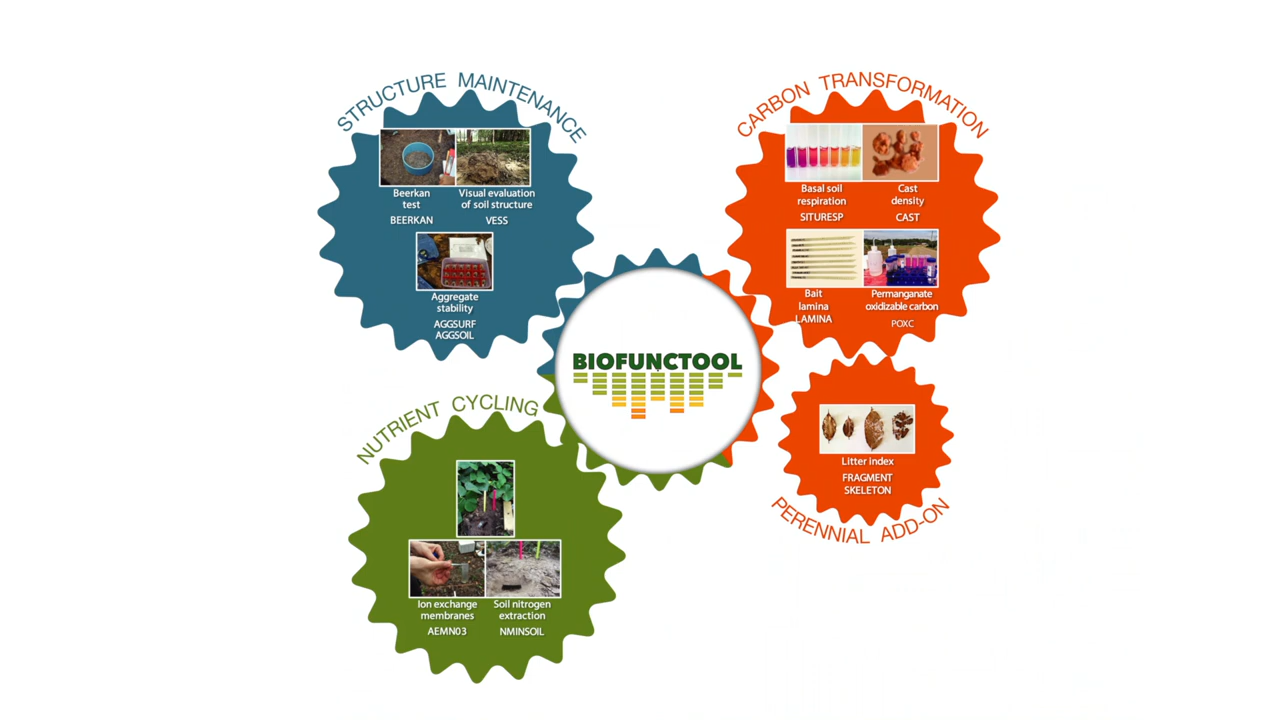 STRUCTURE MAINTENANCE
Beerkan
test
BEERKAN
Visual evaluation
of soil structure
VESS
Aggregate
stability
AGGSURF
AGGSOIL
CARBON TRANSFORMATION
Basal soil
respiration
SITURESP
Cast
density
CAST
Bait
lamina
LAMINA
Permanganate
oxidizable carbon
POXC
BIOFUNCTOOL
NUTRIENT CYCLING
Ion exchange
membranes
AEMN03
Soil nitrogen
extraction
NMINSOIL
Litter index
FRAGMENT
SKELETON
PERENNIAL ADD-ON